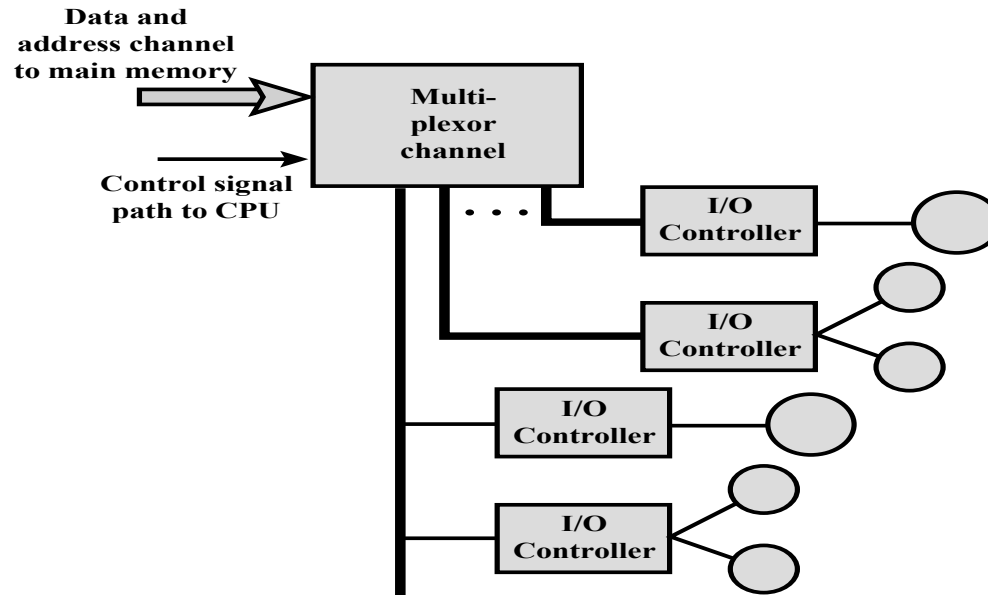 Data and
address channel
to main memory
Multi-
plexor
channel
Control signal
path to CPU
. . .
I/O
Controller
I/O
Controller
I/O
Controller
I/O
Controller